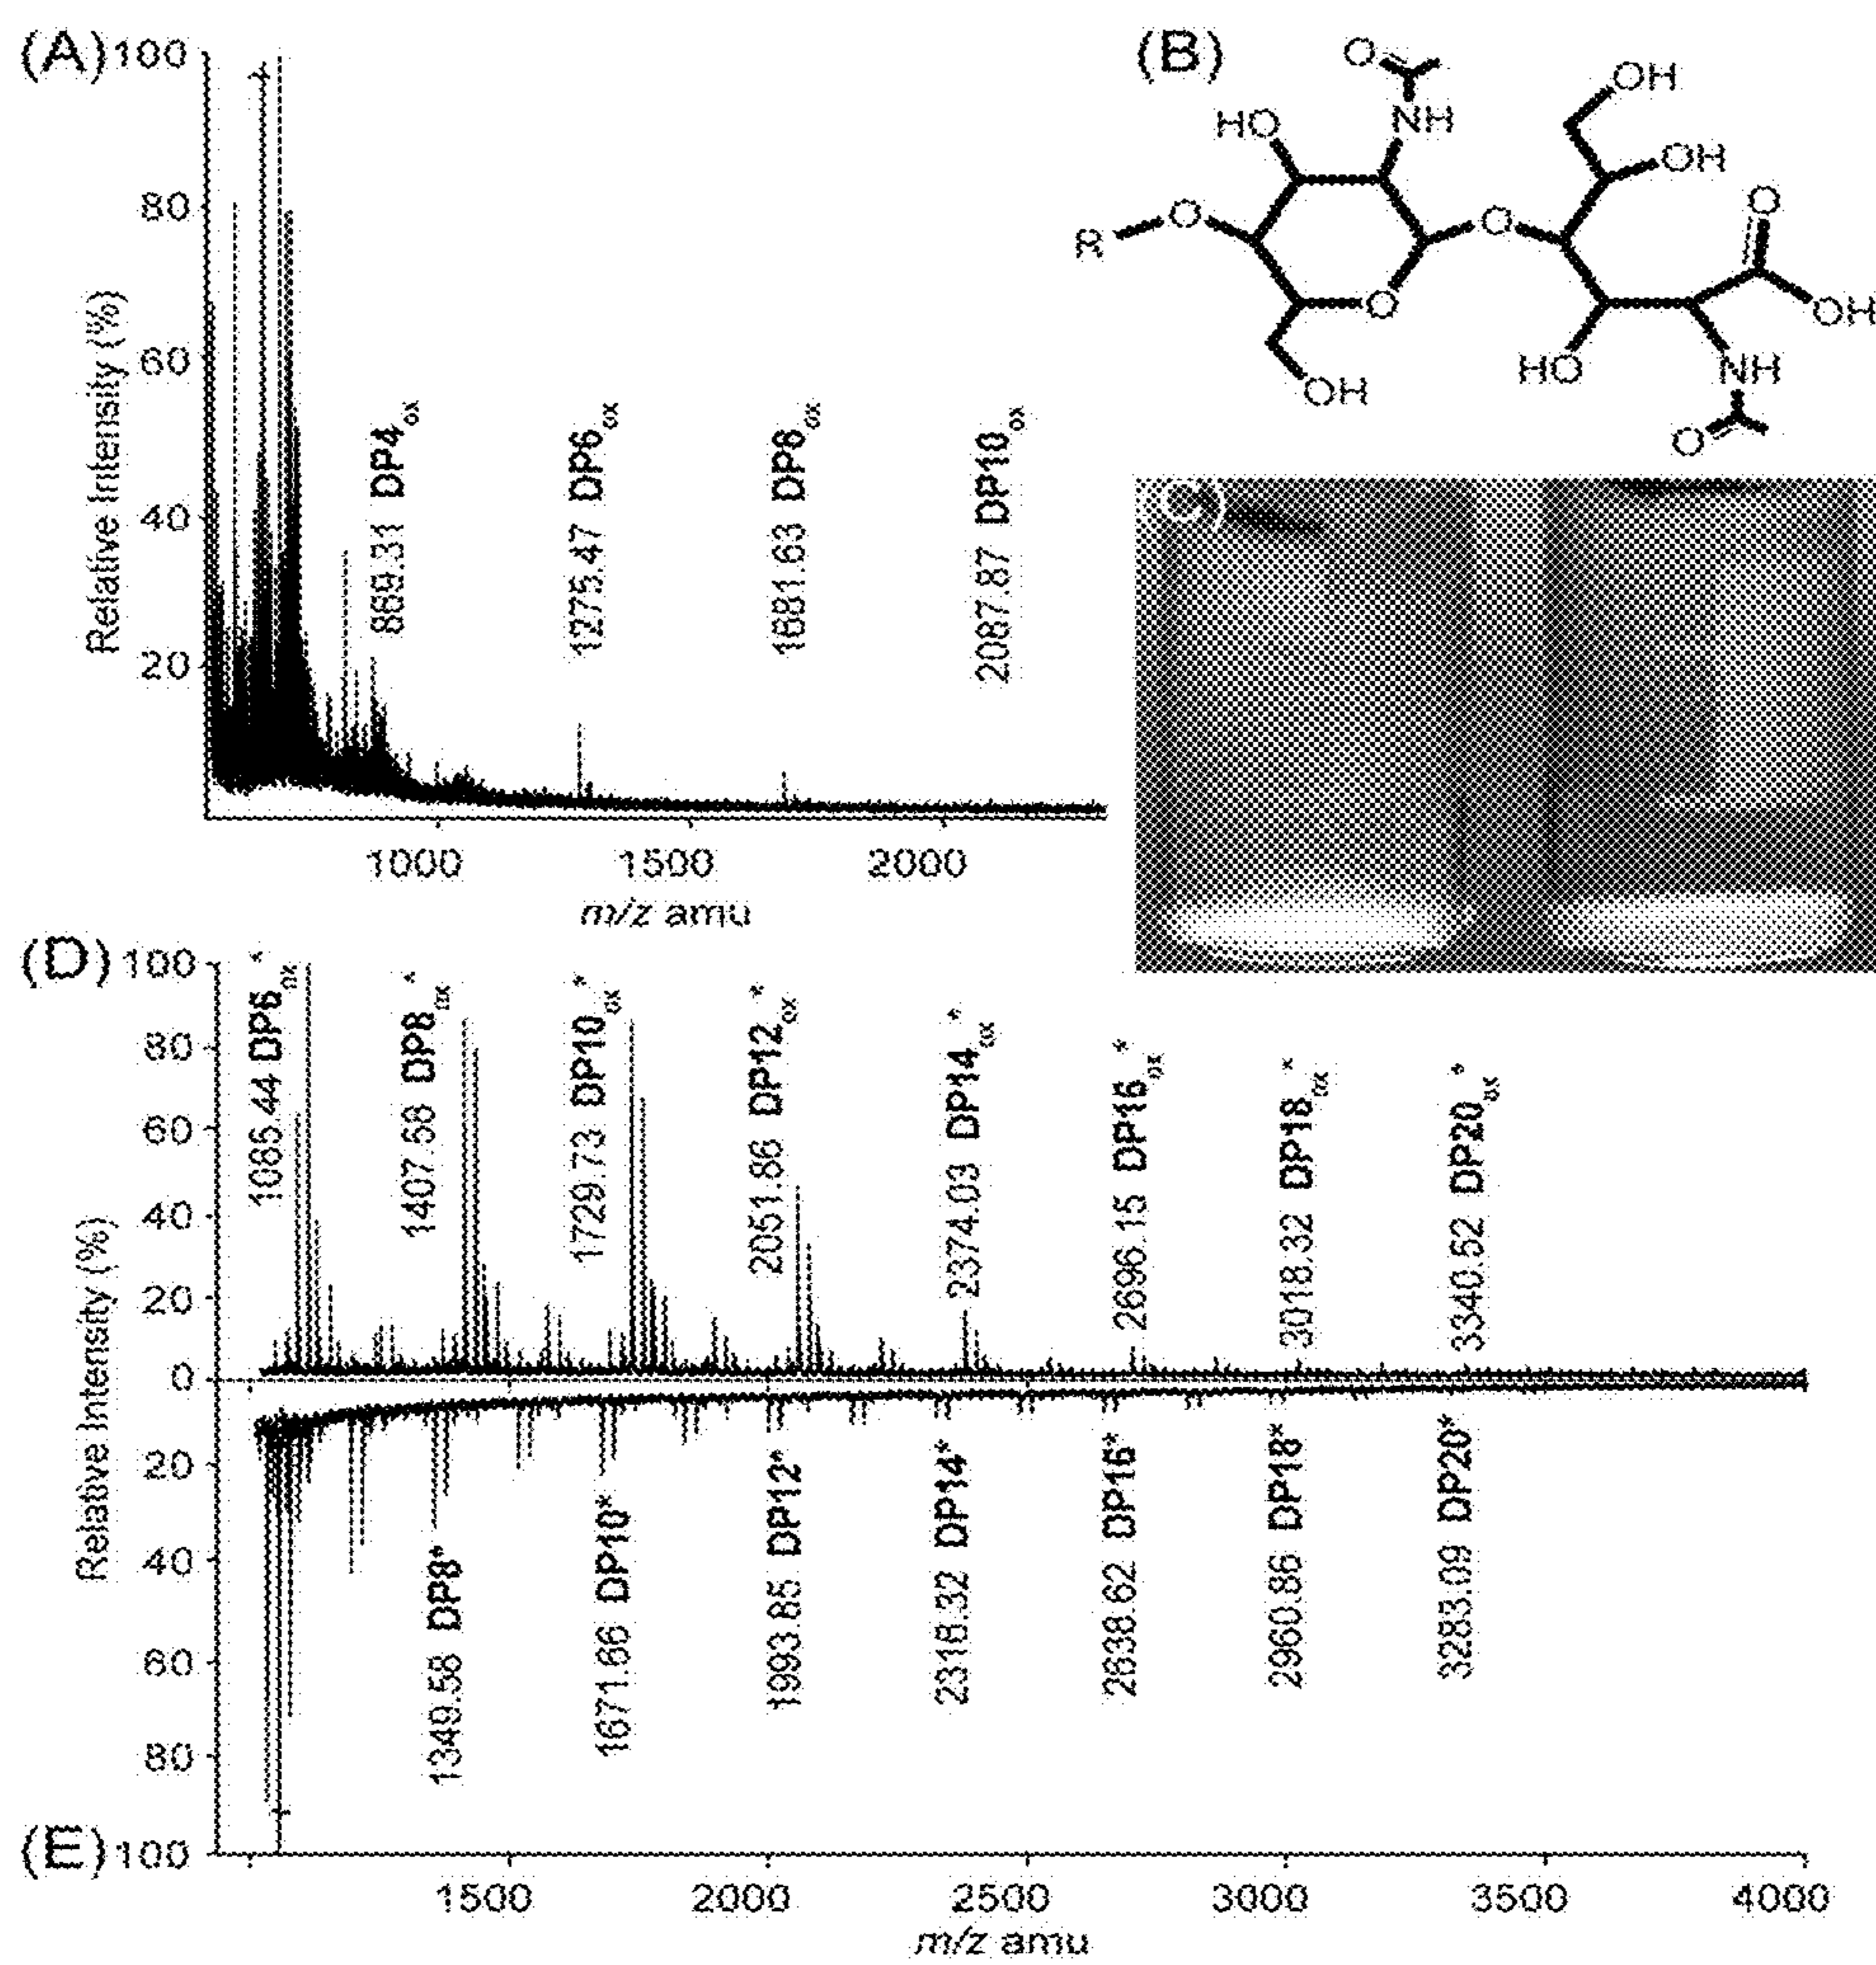 (A)
100
80
60
40
20
Relative Intensity (%)
869.31 DP4ox
1275.47 DP6ox
1681.63 DP8ox
2087.87 DP10ox
1000 1500 2000
m/z amu
(B)
O
NH
HO
OH
OH
O
R
O
O
O
OH
OH
HO
NH
O
(C)
(D)
100
80
60
40
20
0
Relative Intensity (%)
1085.44 DP6ox*
1407.58 DP8ox*
1729.73 DP10ox*
2051.86 DP12ox*
2374.03 DP14ox*
2696.15 DP16ox*
3018.32 DP18ox*
3340.52 DP20ox*
20
40
60
80
100
(E)
1349.58 DP8*
1671.66 DP10*
1993.85 DP12*
2316.32 DP14*
2638.62 DP16*
2960.86 DP18*
3283.09 DP20*
1500 2000 2500 3000 3500 4000
m/z amu